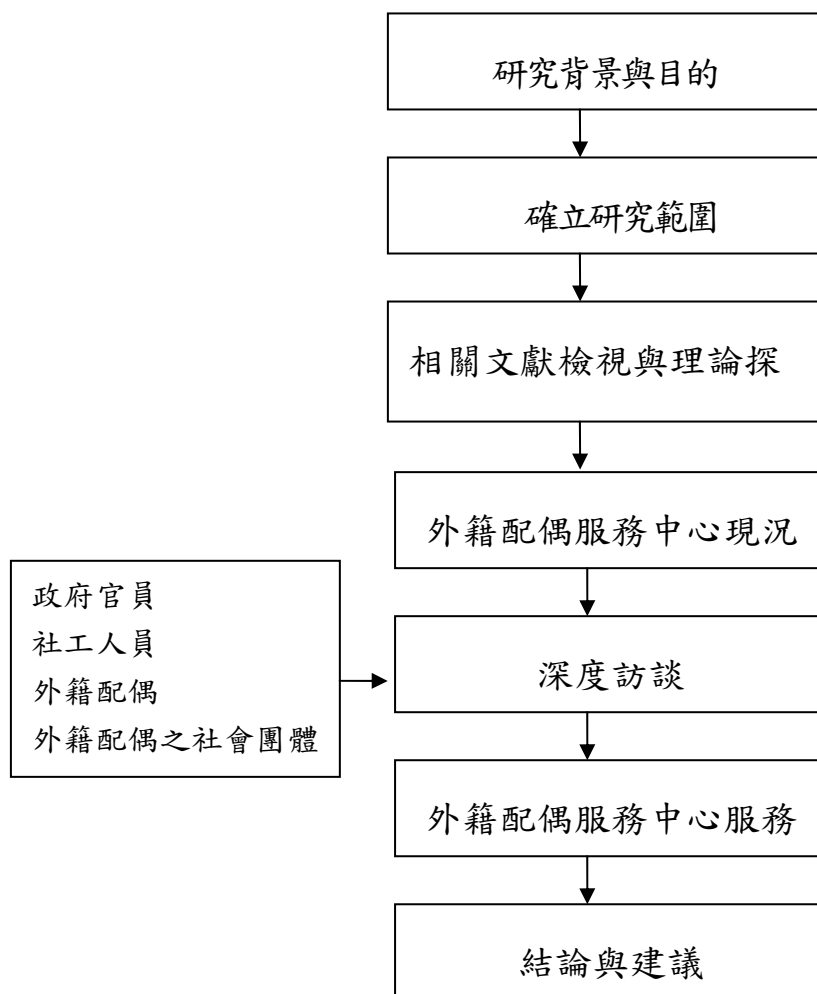 研究背景與目的
確立研究範圍
相關文獻檢視與理論探
外籍配偶服務中心現況
政府官員
社工人員
外籍配偶
外籍配偶之社會團體
深度訪談
外籍配偶服務中心服務
結論與建議